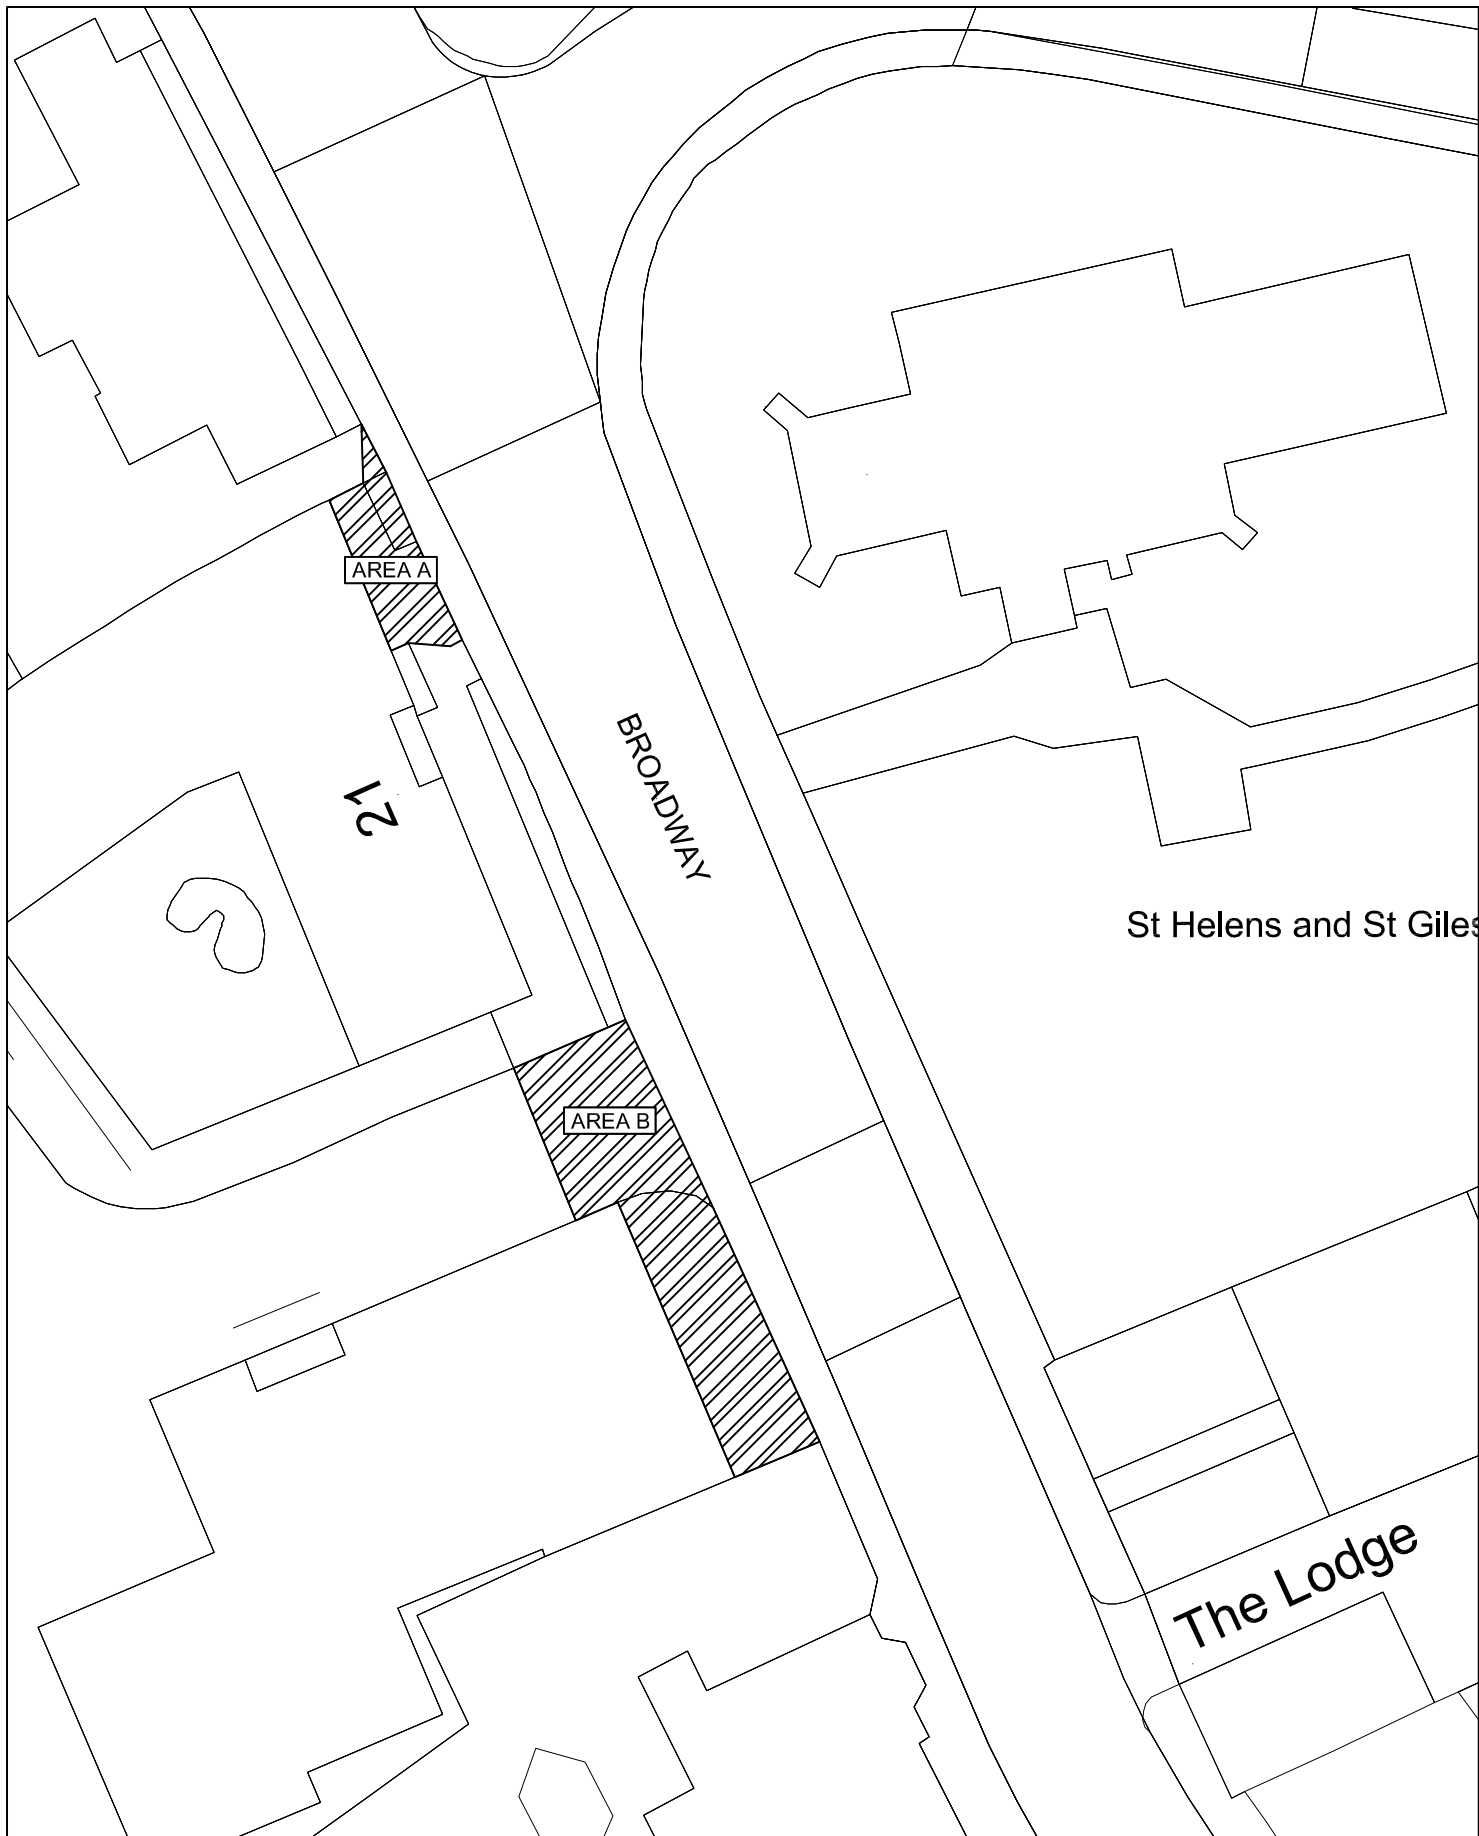 AREA A
BROADWAY
21
St Helens and St Giles
AREA B
The Lodge